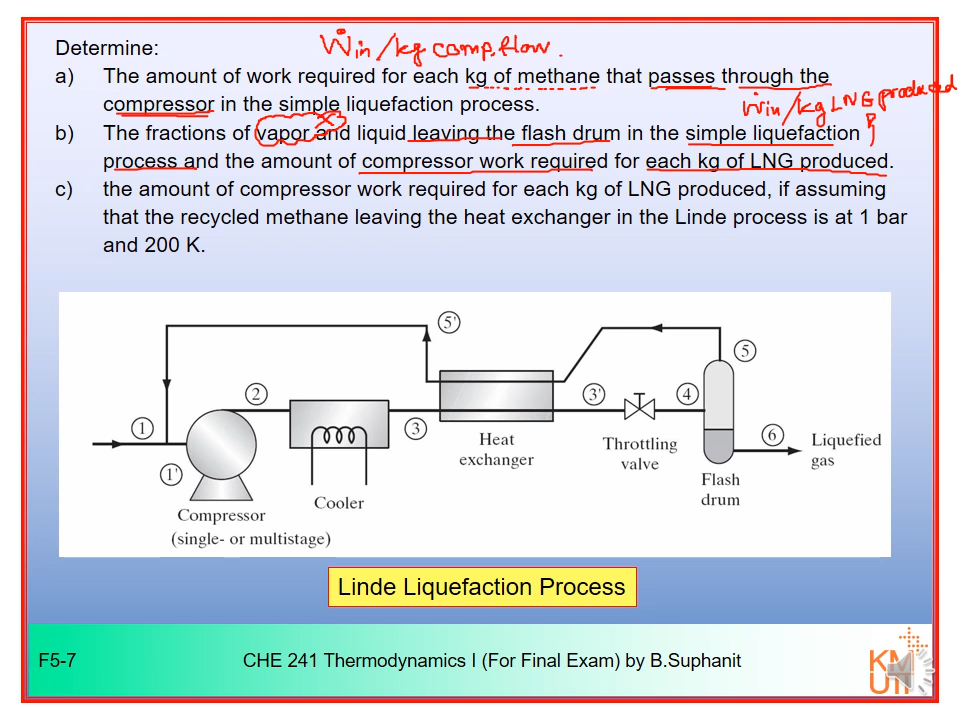 Determine:
Ẇin/kg comp.flow.
a) The amount of work required for each kg of methane that passes through the
compressor in the simple liquefaction process.
Ẇin/kg LNG produced
b) The fractions of vapor and liquid leaving the flash drum in the simple liquefaction
process and the amount of compressor work required for each kg of LNG produced.
c) the amount of compressor work required for each kg of LNG produced, if assuming
that the recycled methane leaving the heat exchanger in the Linde process is at 1 bar
and 200 K.
5'
5
2
3'
4
1
3
6
Heat
exchanger
Throttling
valve
Liquefied
gas
1'
Flash
drum
Cooler
Compressor
(single- or multistage)
Linde Liquefaction Process
F5-7 CHE 241 Thermodynamics I (For Final Exam) by B.Suphanit